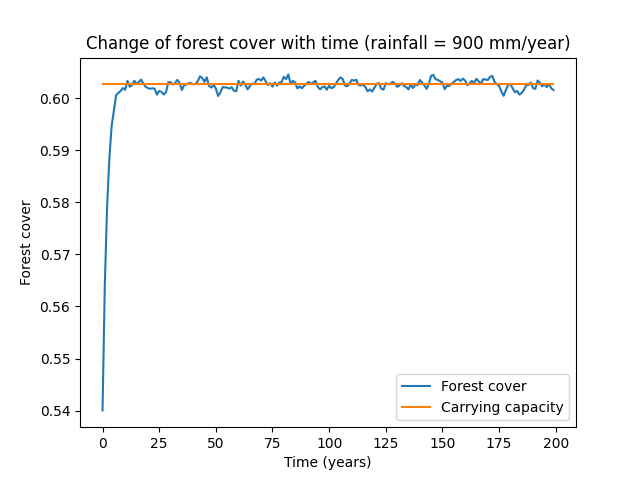 Change of forest cover with time (rainfall = 900 mm/year)
Forest cover
0.60
0.59
0.58
0.57
0.56
0.55
0.54
Forest cover
Carrying capacity
0 25 50 75 100 125 150 175 200
Time (years)